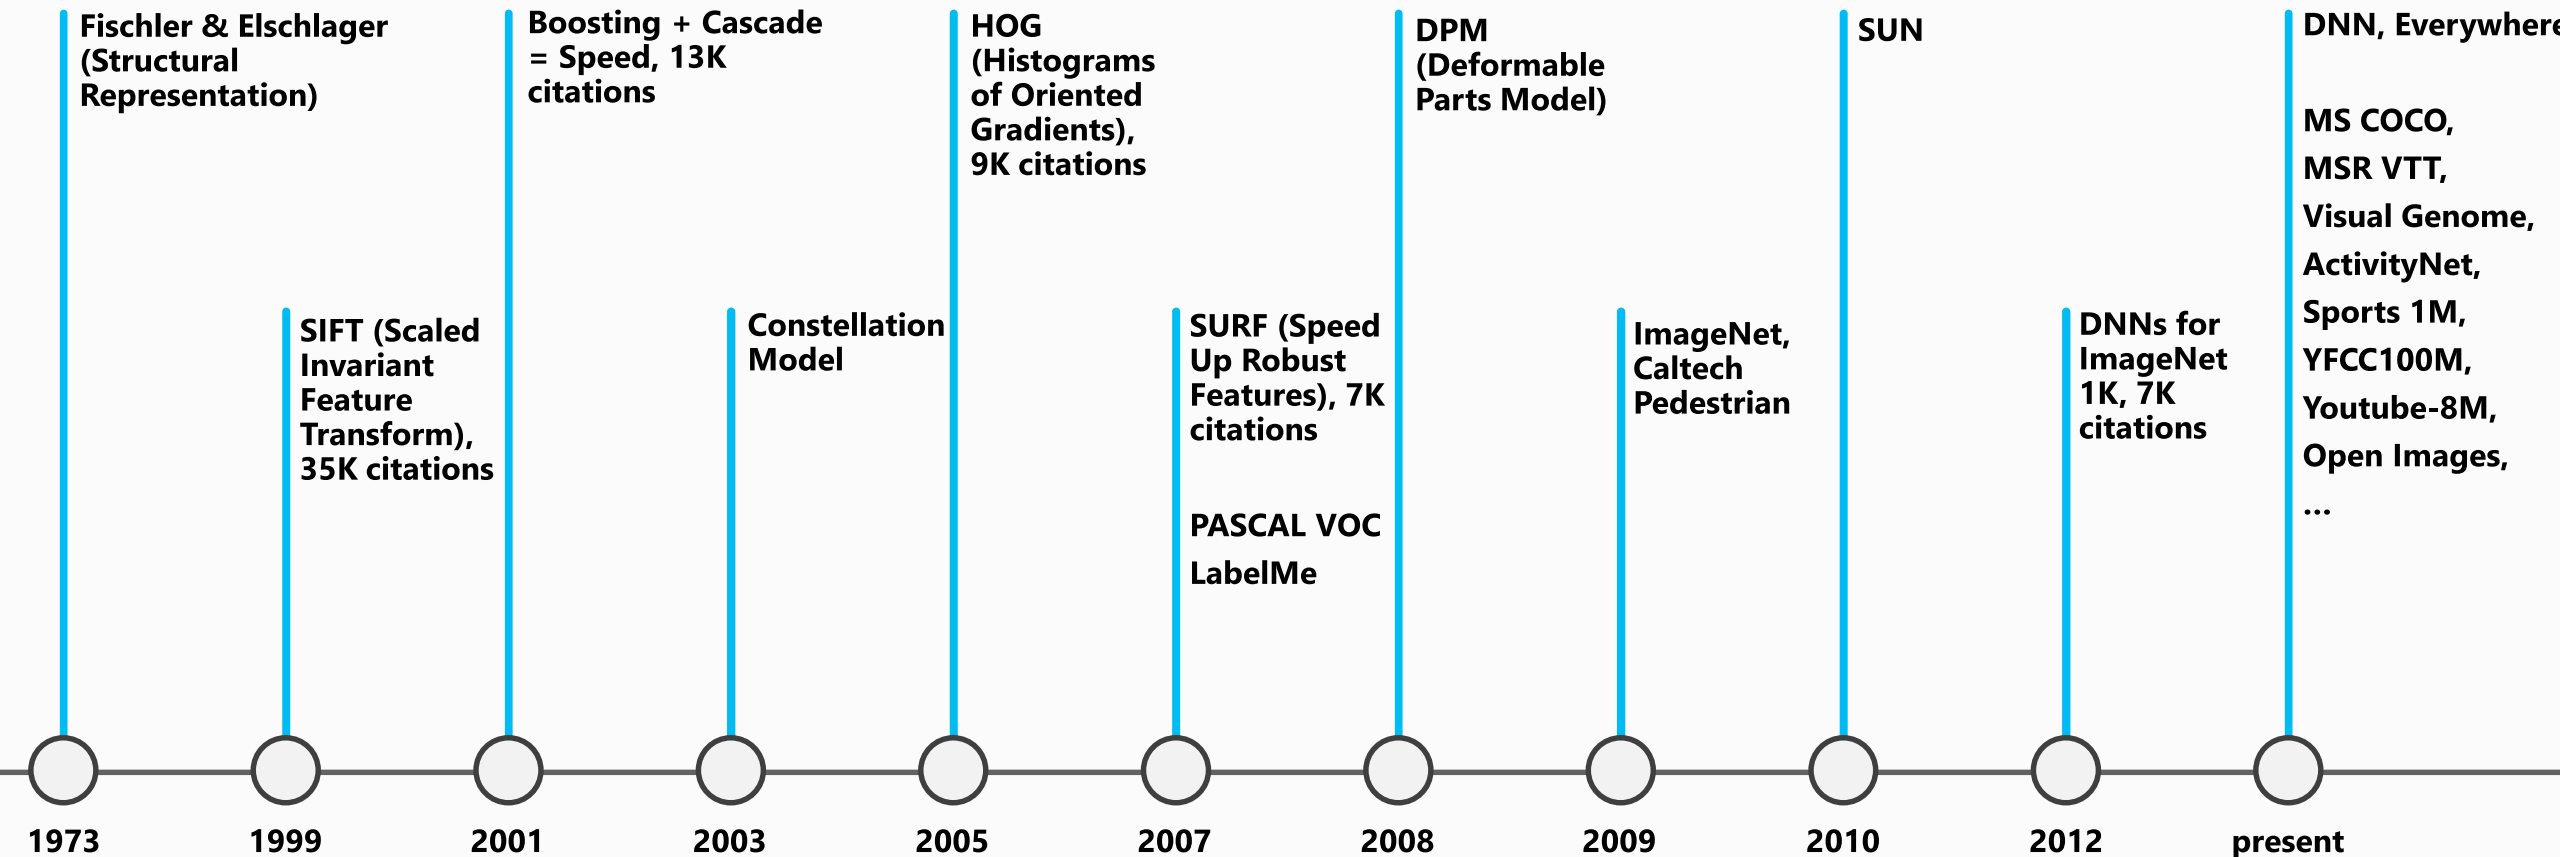 Fischler & Elschlager
(Structural
Representation)
SIFT (Scaled
Invariant
Feature
Transform),
35K citations
Boosting + Cascade
= Speed, 13K
citations
Constellation
Model
HOG
(Histograms
of Oriented
Gradients),
9K citations
SURF (Speed
Up Robust
Features), 7K
citations
PASCAL VOC
LabelMe
DPM
(Deformable
Parts Model)
ImageNet,
Caltech
Pedestrian
SUN
DNNs for
ImageNet
1K, 7K
citations
DNN, Everywhere
MS COCO,
MSR VTT,
Visual Genome,
ActivityNet,
Sports 1M,
YFCC100M,
Youtube-8M,
Open Images,
...
1973 1999 2001 2003 2005 2007 2008 2009 2010 2012 present